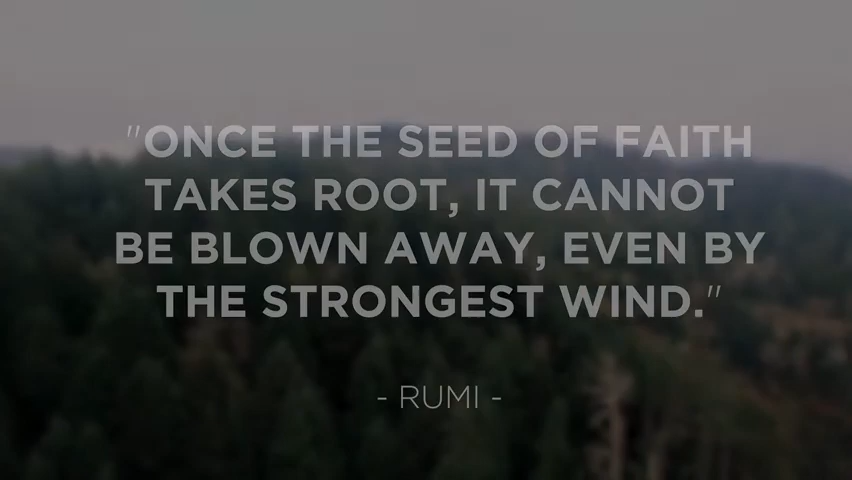 "ONCE THE SEED OF FAITH
TAKES ROOT, IT CANNOT
BE BLOWN AWAY, EVEN BY
THE STRONGEST WIND."
- RUMI -